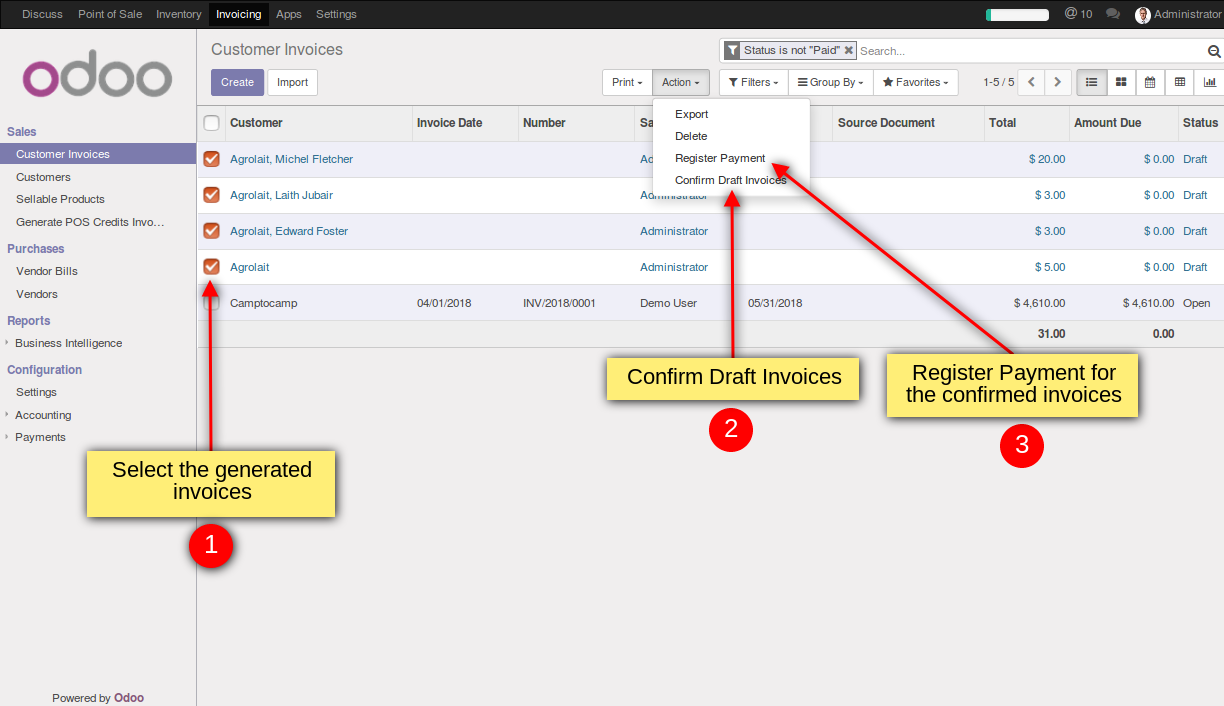 Discuss Point of Sale Inventory Invoicing Apps Settings @ 10 Administrator
odoo
Customer Invoices
Status is not "Paid" Search...
Create Import
Print Action Filters Group By Favorites 1-5 / 5
Export
Delete
Register Payment
Confirm Draft Invoices
Sales
Customer Invoices
Customers
Sellable Products
Generate POS Credits Invo…
Purchases
Vendor Bills
Vendors
Reports
Business Intelligence
Configuration
Settings
Accounting
Payments
Customer Invoice Date Number Source Document Total Amount Due Status
Agrolait, Michel Fletcher $ 20.00 $ 0.00 Draft
Agrolait, Laith Jubair Administrator $ 3.00 $ 0.00 Draft
Agrolait, Edward Foster Administrator $ 3.00 $ 0.00 Draft
Agrolait Administrator $ 5.00 $ 0.00 Draft
Camptocamp 04/01/2018 INV/2018/0001 Demo User 05/31/2018 $ 4,610.00 $ 4,610.00 Open
31.00 0.00
Select the generated
invoices
1
Confirm Draft Invoices
2
Register Payment for
the confirmed invoices
3
Powered by Odoo